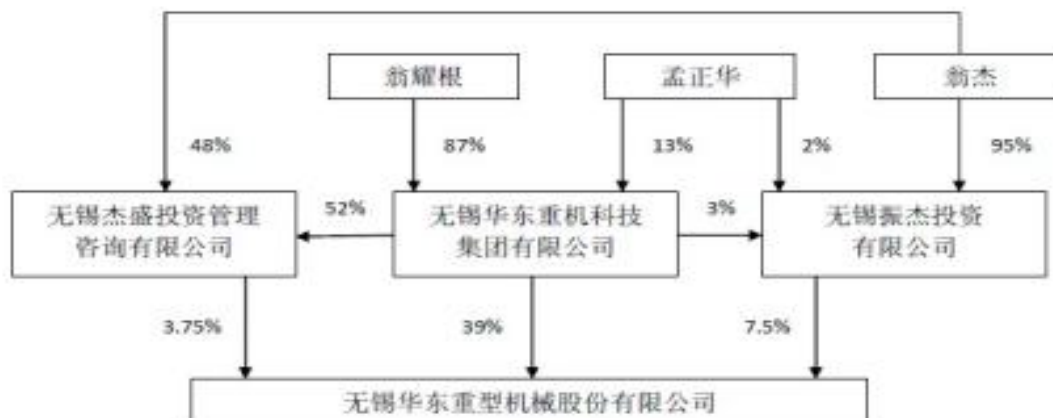 翁耀根
孟正华
翁杰
48%
87%
13%
2%
95%
无锡杰盛投资管理
咨询有限公司
52%
无锡华东重机科技
集团有限公司
3%
无锡振杰投资
有限公司
3.75%
39%
7.5%
无锡华东重型机械股份有限公司